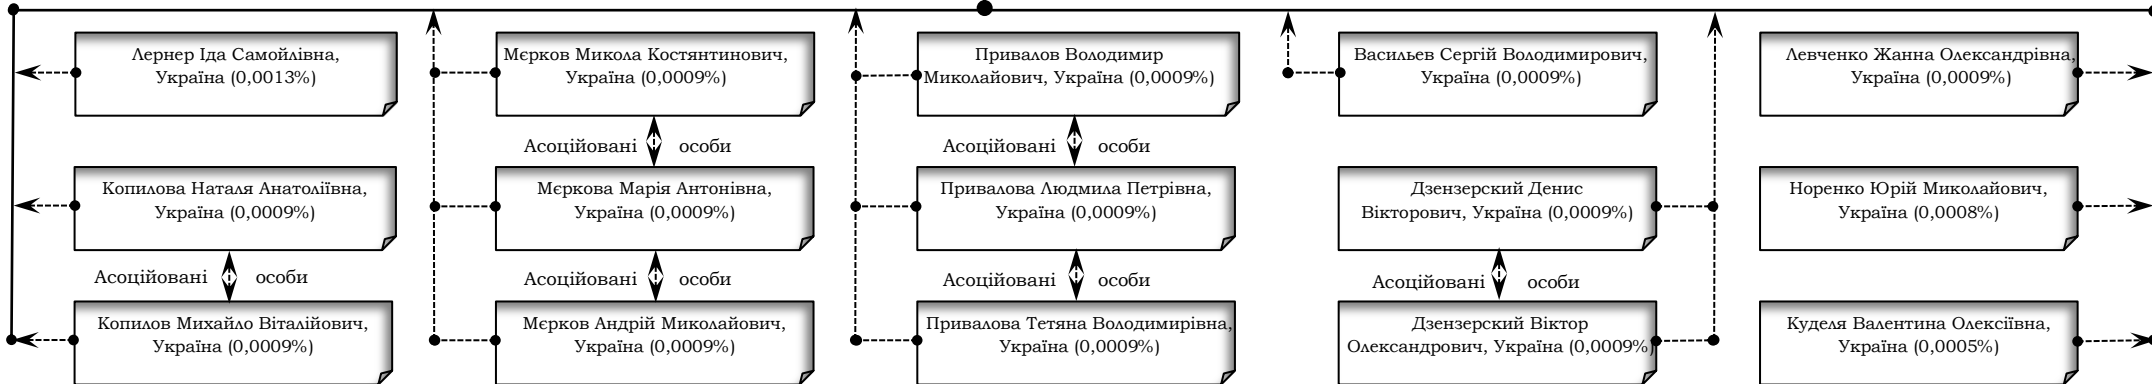 Лернер Іда Самойлівна,
Україна (0,0013%)
Мєрков Микола Костянтинович,
Україна (0,0009%)
Привалов Володимир
Миколайович, Україна (0,0009%)
Васильев Сергій Володимирович,
Україна (0,0009%)
Левченко Жанна Олександрівна,
Україна (0,0009%)
Асоційовані особи
Асоційовані особи
Копилова Наталя Анатоліївна,
Україна (0,0009%)
Мєркова Марія Антонівна,
Україна (0,0009%)
Привалова Людмила Петрівна,
Україна (0,0009%)
Дзензерский Денис
Вікторович, Україна (0,0009%)
Норенко Юрій Миколайович,
Україна (0,0008%)
Асоційовані особи
Асоційовані особи
Асоційовані особи
Асоційовані особи
Копилов Михайло Віталійович,
Україна (0,0009%)
Мєрков Андрій Миколайович,
Україна (0,0009%)
Привалова Тетяна Володимирівна,
Україна (0,0009%)
Дзензерский Віктор
Олександрович, Україна (0,0009%)
Куделя Валентина Олексіївна,
Україна (0,0005%)